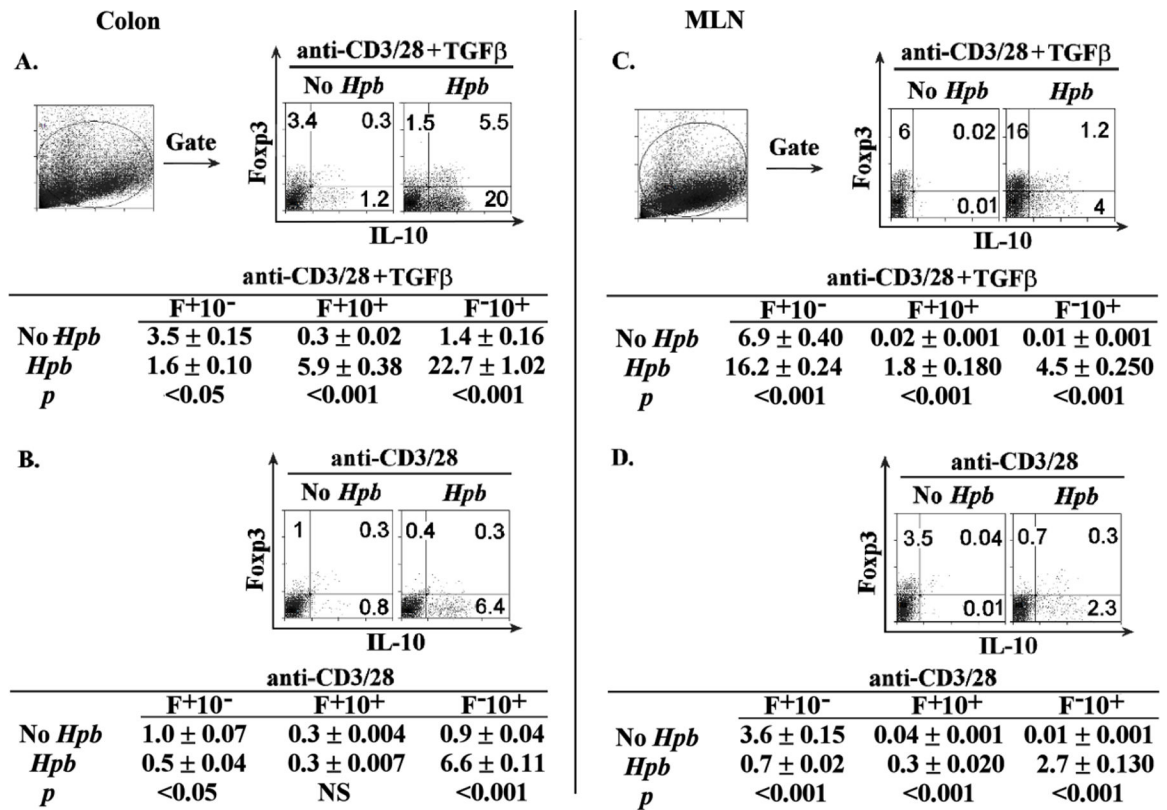 Colon
A.
anti-CD3/28+TGFβ
No Hpb Hpb
Gate
Foxp3
3.4 0.3 1.5 5.5
1.2 20
IL-10
anti-CD3/28+TGFβ
F+10- F+10+ F-10+
No Hpb 3.5 ± 0.15 0.3 ± 0.02 1.4 ± 0.16
Hpb 1.6 ± 0.10 5.9 ± 0.38 22.7 ± 1.02
p <0.05 <0.001 <0.001
B.
anti-CD3/28
No Hpb Hpb
Foxp3
1 0.3 0.4 0.3
0.8 6.4
IL-10
anti-CD3/28
F+10- F+10+ F-10+
No Hpb 1.0 ± 0.07 0.3 ± 0.004 0.9 ± 0.04
Hpb 0.5 ± 0.04 0.3 ± 0.007 6.6 ± 0.11
p <0.05 NS <0.001
MLN
C.
anti-CD3/28+TGFβ
No Hpb Hpb
Gate
Foxp3
6 0.02 16 1.2
0.01 4
IL-10
anti-CD3/28+TGFβ
F+10- F+10+ F-10+
No Hpb 6.9 ± 0.40 0.02 ± 0.001 0.01 ± 0.001
Hpb 16.2 ± 0.24 1.8 ± 0.180 4.5 ± 0.250
p <0.001 <0.001 <0.001
D.
anti-CD3/28
No Hpb Hpb
Foxp3
3.5 0.04 0.7 0.3
0.01 2.3
IL-10
anti-CD3/28
F+10- F+10+ F-10+
No Hpb 3.6 ± 0.15 0.04 ± 0.001 0.01 ± 0.001
Hpb 0.7 ± 0.02 0.3 ± 0.020 2.7 ± 0.130
p <0.001 <0.001 <0.001